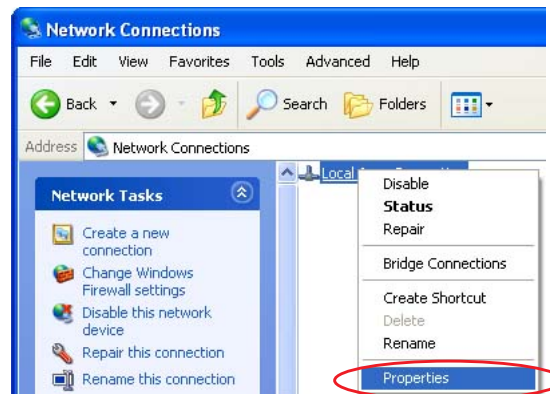 Network Connections
File Edit View Favorites Tools Advanced Help
Back Search Folders
Address Network Connections
Network Tasks
Create a new
connection
Change Windows
Firewall settings
Disable this network
device
Repair this connection
Rename this connection
Local
Disable
Status
Repair
Bridge Connections
Create Shortcut
Delete
Rename
Properties